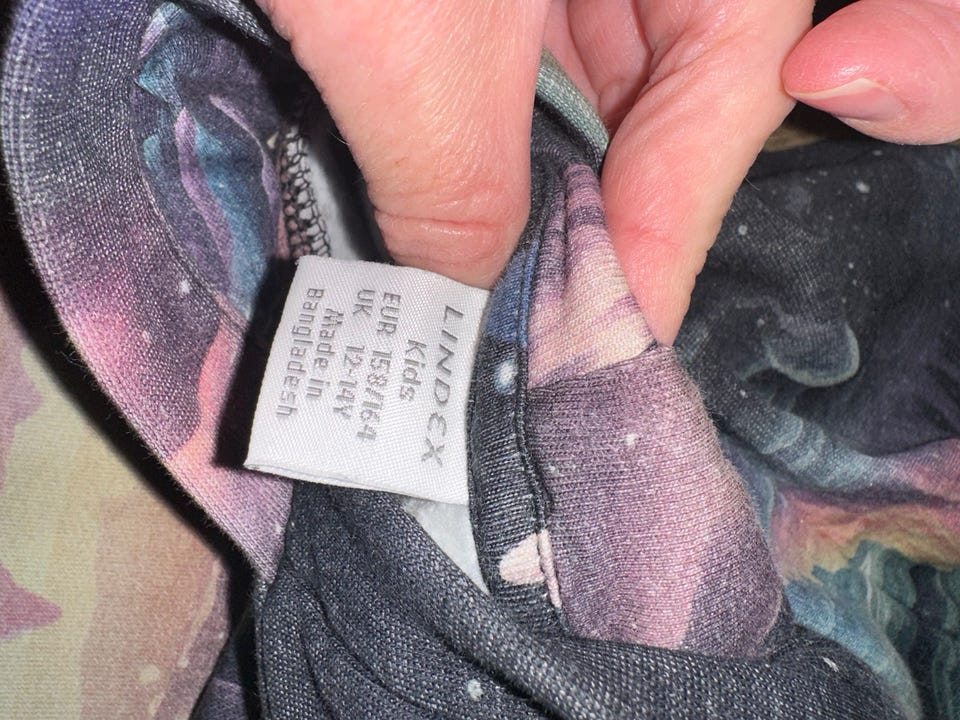 LINDEX
Kids
EUR 158/164
UK 12-14Y
Made in
Bangladesh